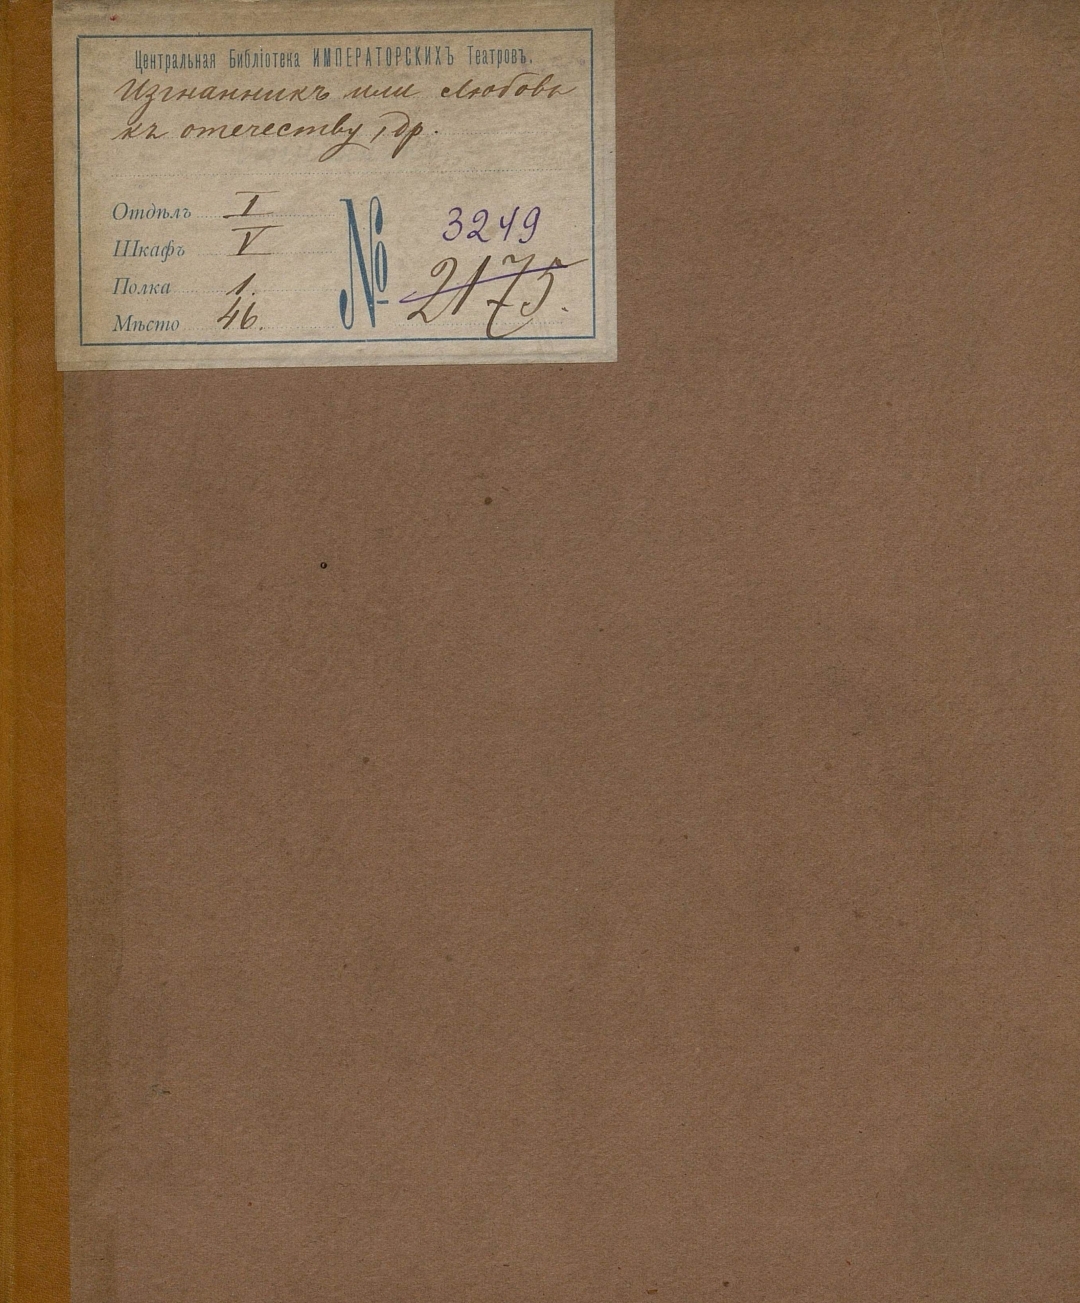 Центральная Библіотека ИМПЕРАТОРСКИХЪ Театровъ.
Изгнанникъ или Любовь
къ отечеству, др.
Отдѣлъ I
Шкафъ V
Полка 1.
Мѣсто 46.
№ 3249
2175.